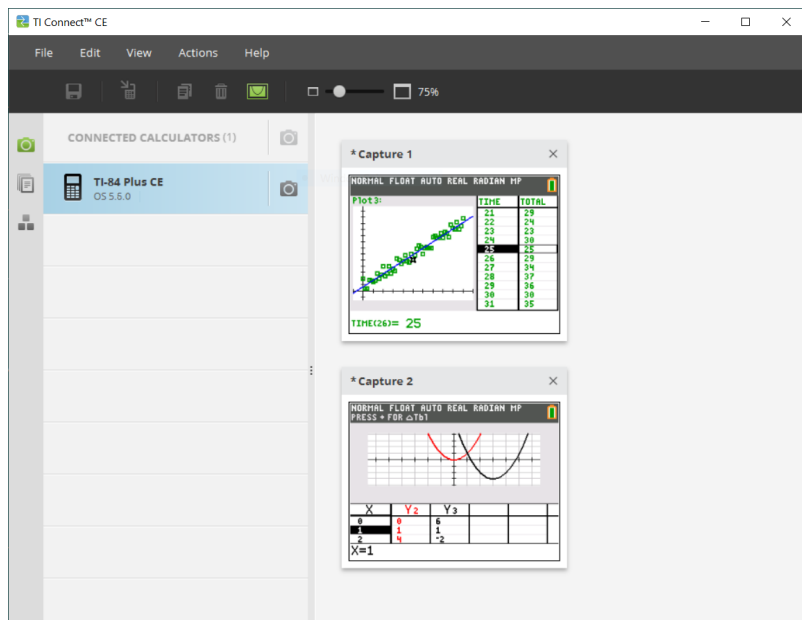 TI Connect™ CE
File Edit View Actions Help
75%
CONNECTED CALCULATORS (1)
TI-84 Plus CE
OS 5.6.0
*Capture 1
NORMAL FLOAT AUTO REAL RADIAN MP
Plot3:
TIME TOTAL
21 29
22 24
23 23
24 30
25 25
26 29
27 34
28 37
29 36
30 30
31 35
TIME(26)= 25
*Capture 2
NORMAL FLOAT AUTO REAL RADIAN MP
PRESS + FOR △Tbl
X Y2 Y3
0 0 6
1 1 1
2 4 -2
X=1